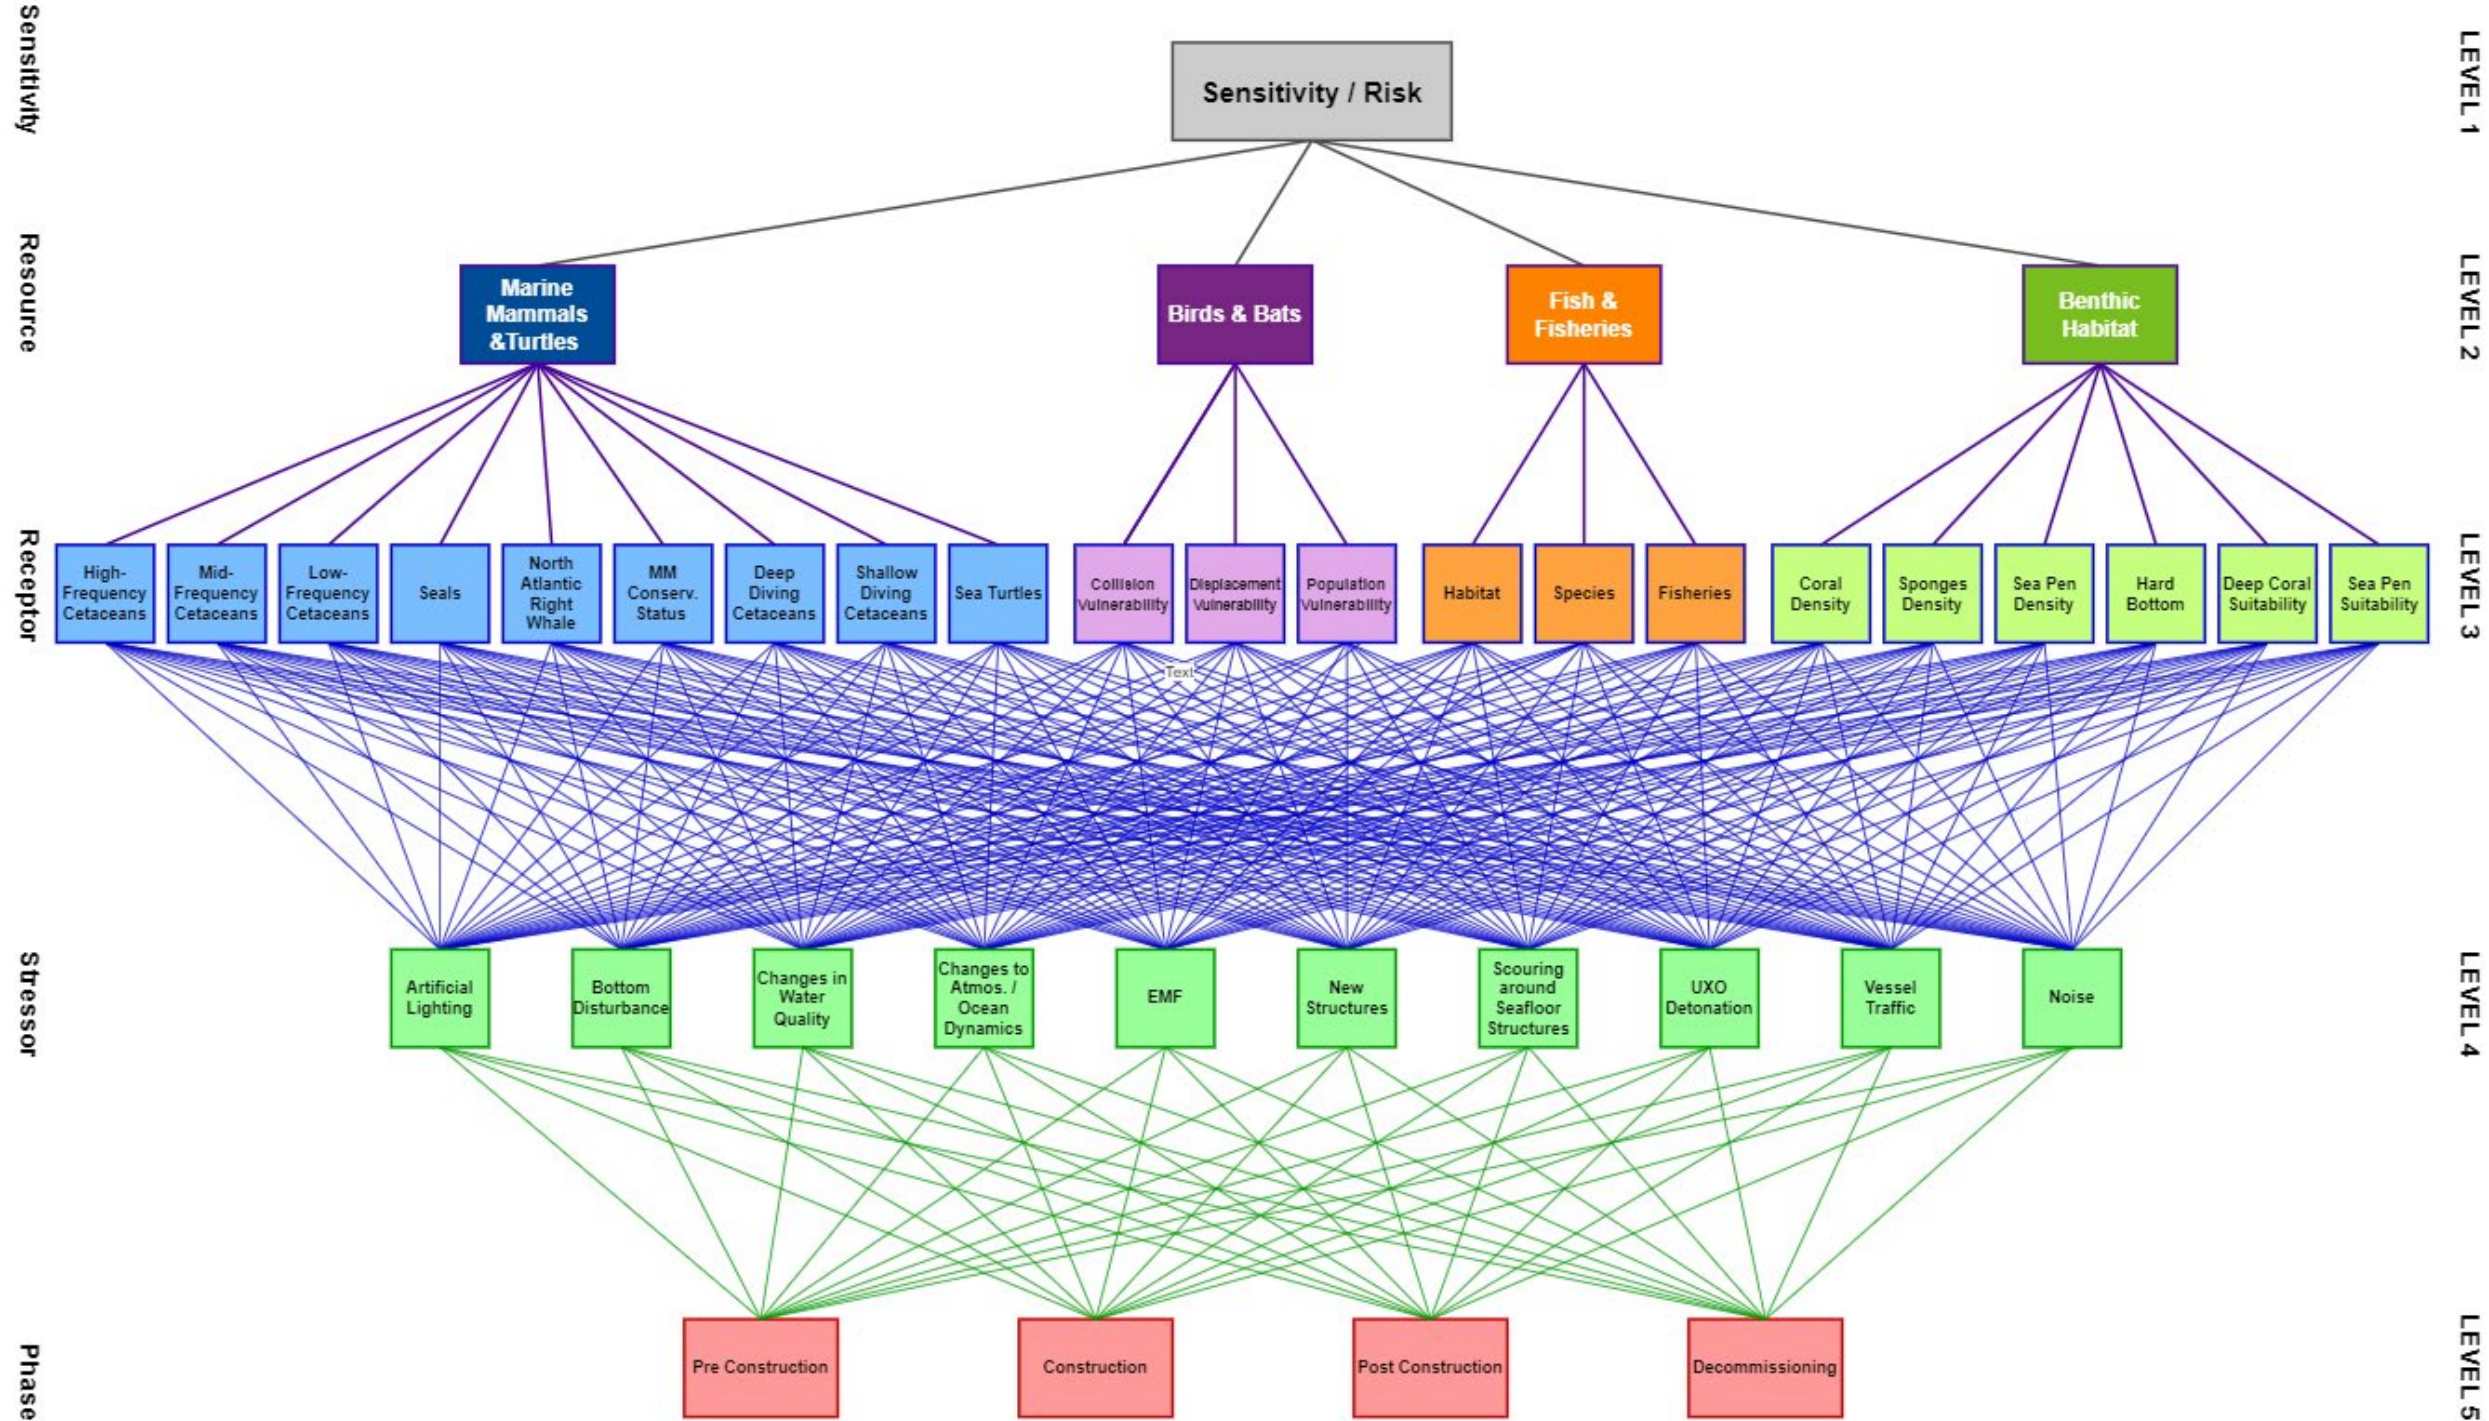 Sensitivity
LEVEL 1
Sensitivity / Risk
Resource
LEVEL 2
Marine
Mammals
&Turtles
Birds & Bats
Fish &
Fisheries
Benthic
Habitat
Receptor
LEVEL 3
High-
Frequency
Cetaceans
Mid-
Frequency
Cetaceans
Low-
Frequency
Cetaceans
Seals
North
Atlantic
Right
Whale
MM
Conserv.
Status
Deep
Diving
Cetaceans
Shallow
Diving
Cetaceans
Sea Turtles
Collision
Vulnerability
Displacement
Vulnerability
Population
Vulnerability
Habitat
Species
Fisheries
Coral
Density
Sponges
Density
Sea Pen
Density
Hard
Bottom
Deep Coral
Suitability
Sea Pen
Suitability
Text
Stressor
LEVEL 4
Artificial
Lighting
Bottom
Disturbance
Changes in
Water
Quality
Changes to
Atmos. /
Ocean
Dynamics
EMF
New
Structures
Scouring
around
Seafloor
Structures
UXO
Detonation
Vessel
Traffic
Noise
Phase
LEVEL 5
Pre Construction
Construction
Post Construction
Decommissioning